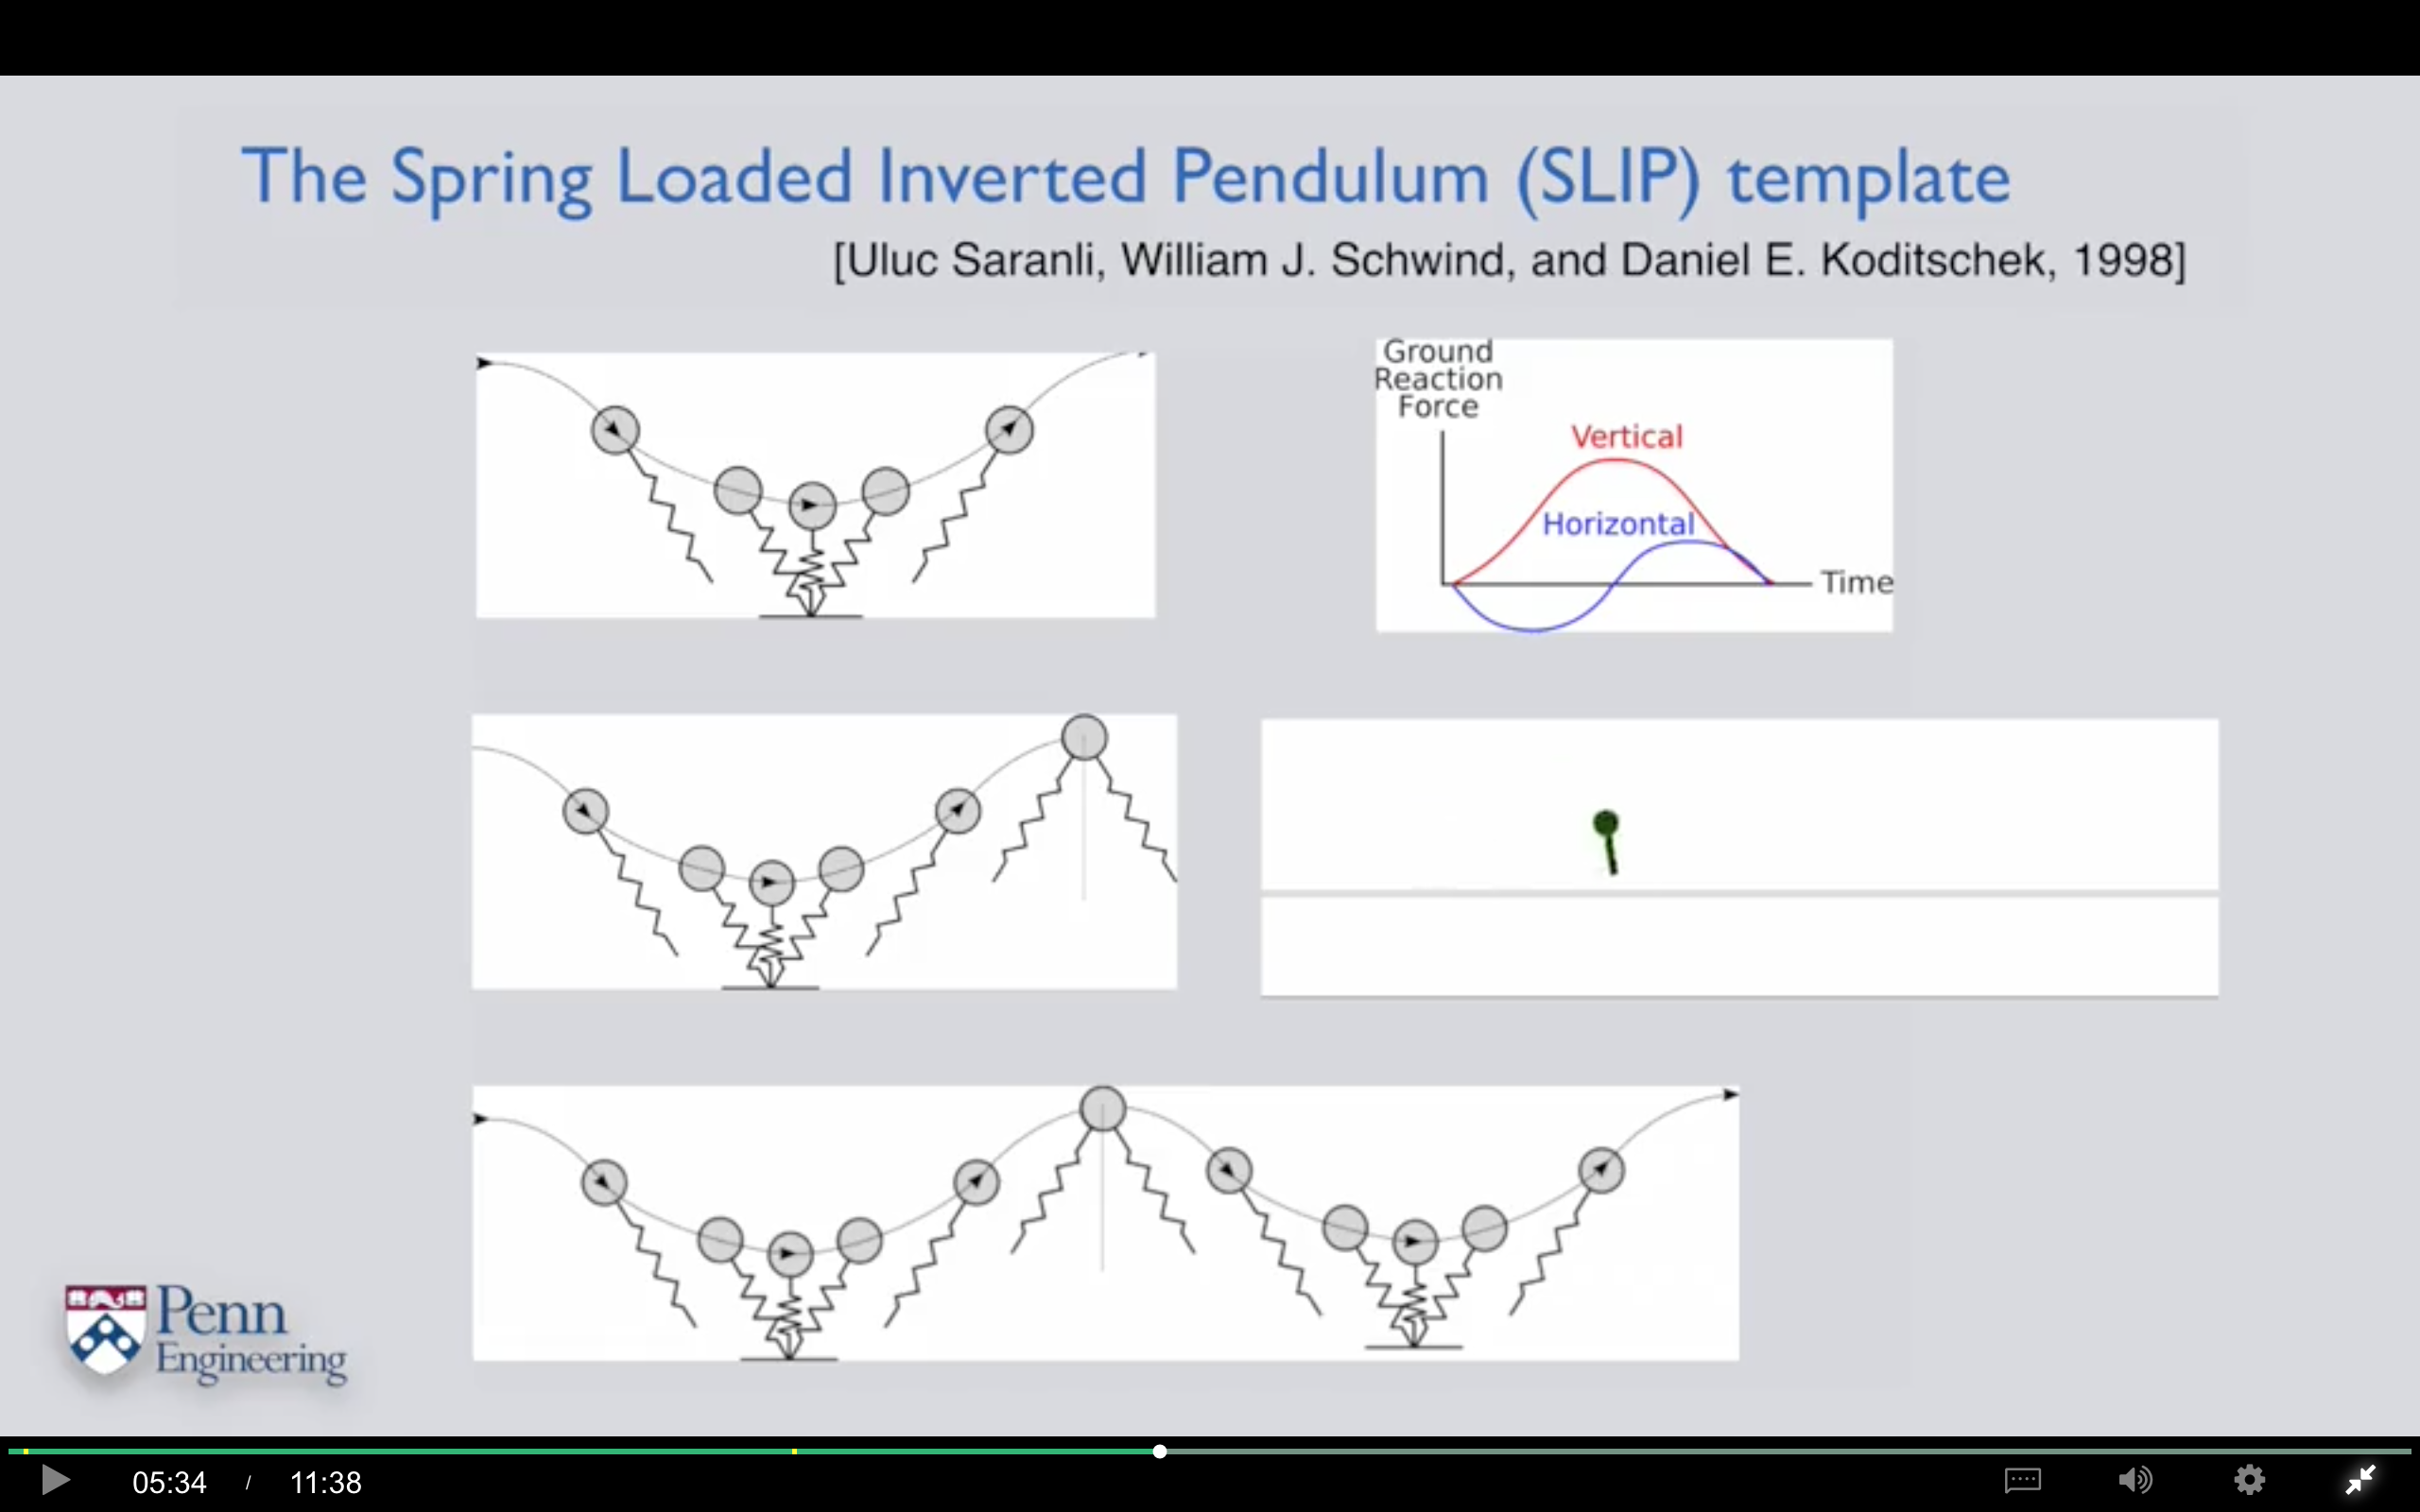 The Spring Loaded Inverted Pendulum (SLIP) template
[Uluc Saranli, William J. Schwind, and Daniel E. Koditschek, 1998]
Ground
Reaction
Force
Vertical
Horizontal
Time
Penn
Engineering
05:34 / 11:38